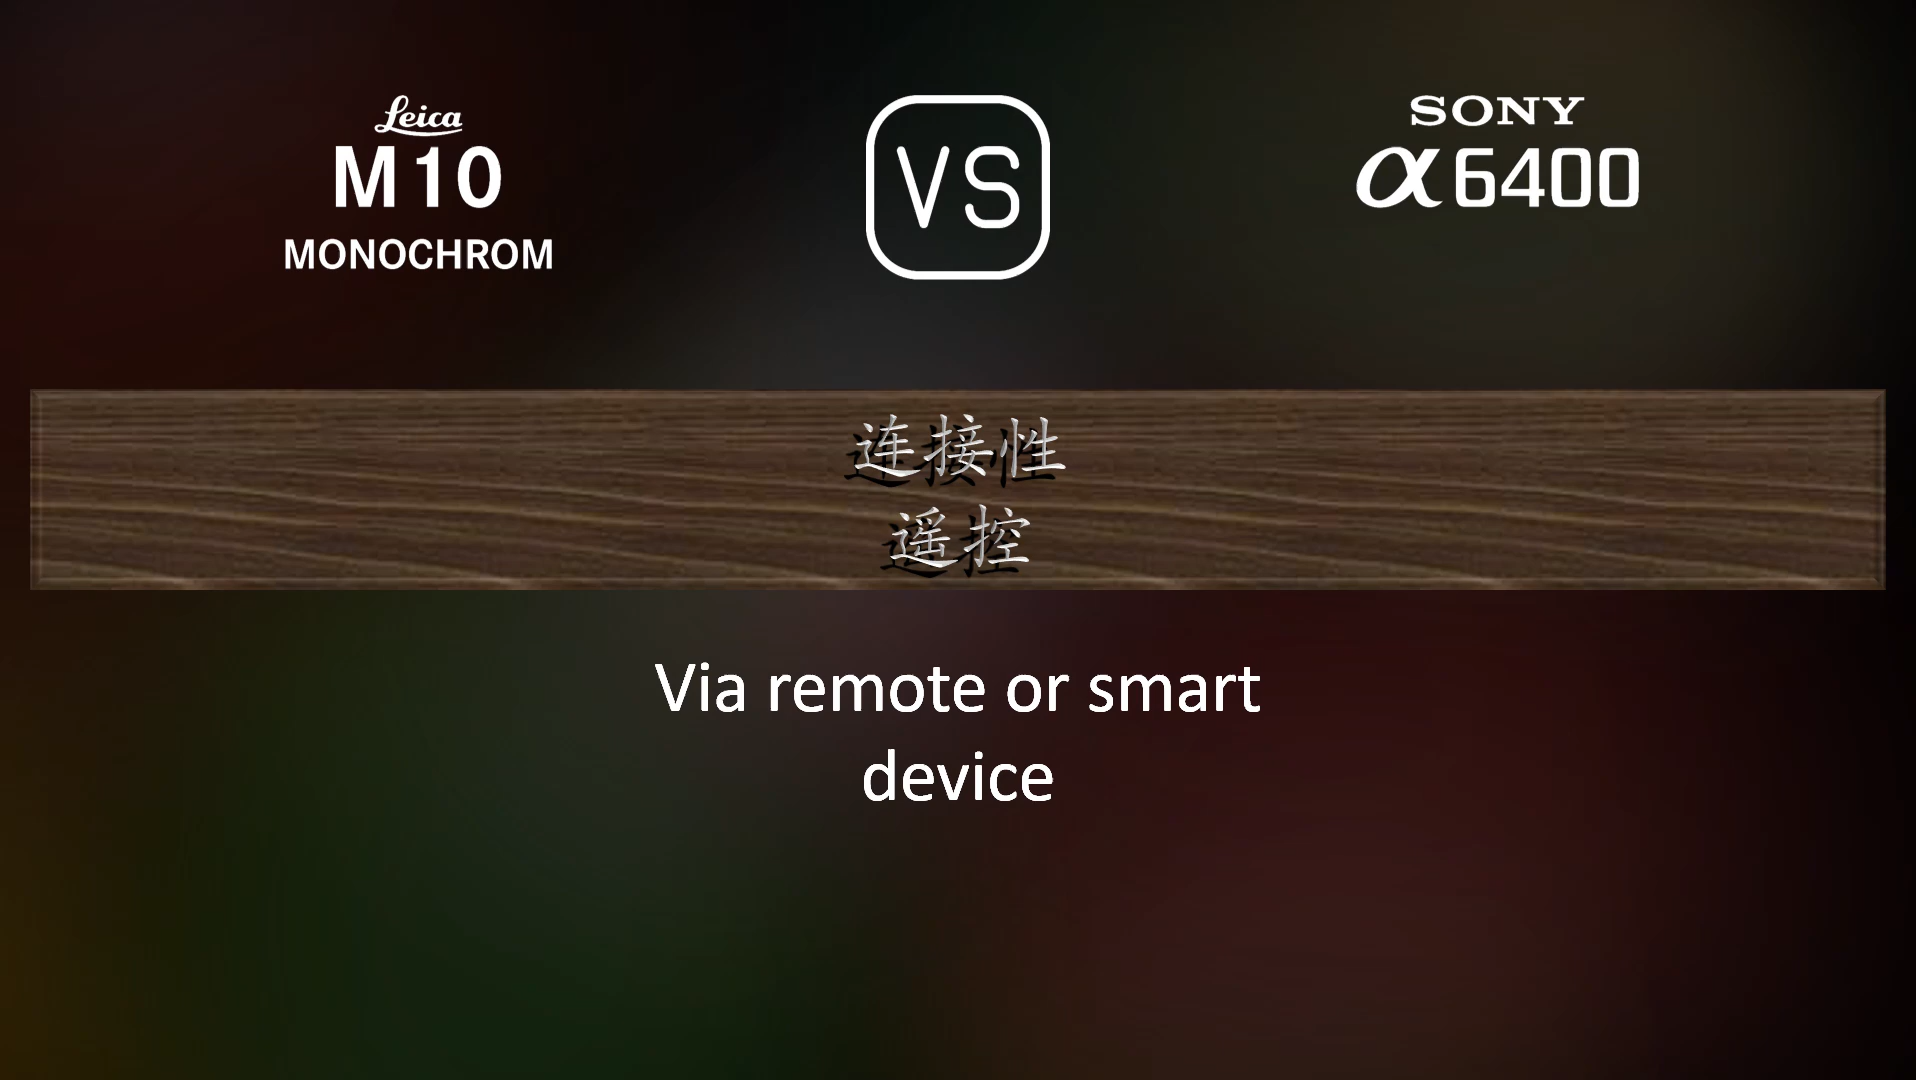 Leica
M10
MONOCHROM
VS
SONY
α6400
连接性
遥控
Via remote or smart
device